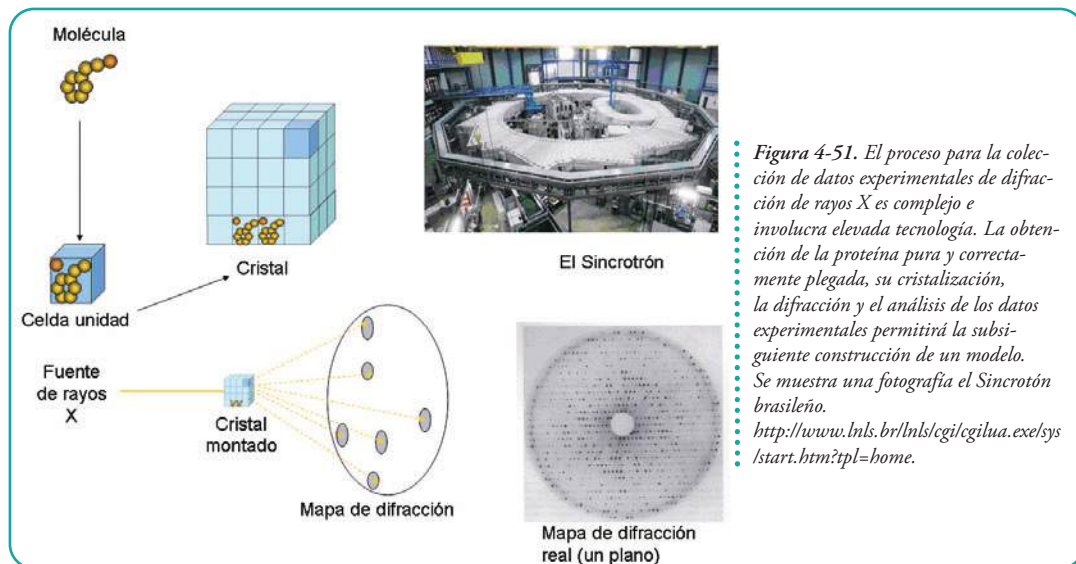 Molécula
Celda unidad
Cristal
El Sincrotrón
Fuente
de rayos
X
Cristal
montado
Mapa de difracción
Mapa de difracción
real (un plano)
Figura 4-51. El proceso para la colec-
ción de datos experimentales de difrac-
ción de rayos X es complejo e
involucra elevada tecnología. La obten-
ción de la proteína pura y correcta-
mente plegada, su cristalización,
la difracción y el análisis de los datos
experimentales permitirá la subsi-
guiente construcción de un modelo.
Se muestra una fotografía el Sincrotón
brasileño.
http://www.lnls.br/lnls/cgi/cgilua.exe/sys
/start.htm?tpl=home.